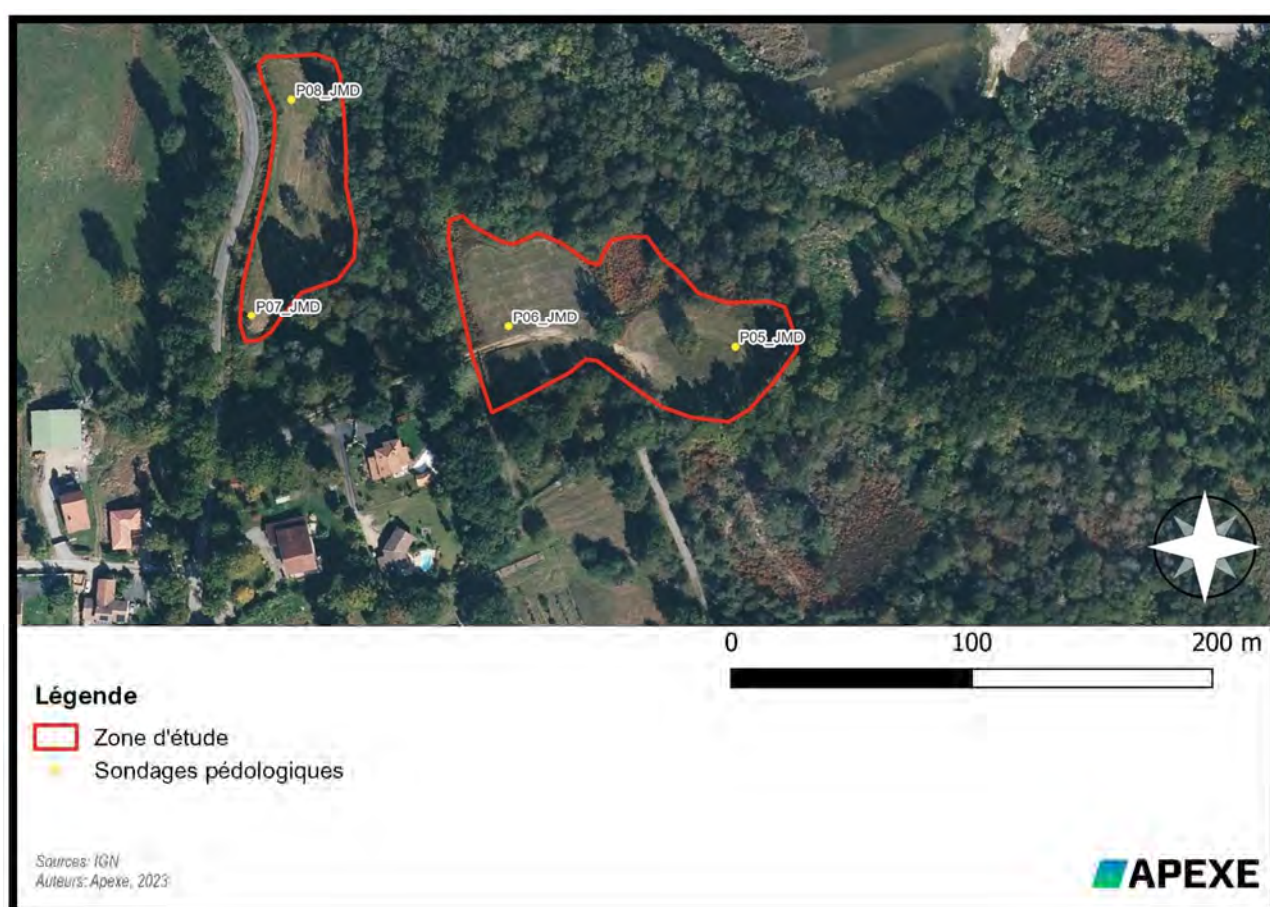 P08_JMD
P07_JMD
P06_JMD
P05_JMD
0 100 200 m
Légende
Zone d'étude
Sondages pédologiques
Sources: IGN
Auteurs: Apexe, 2023
APEXE